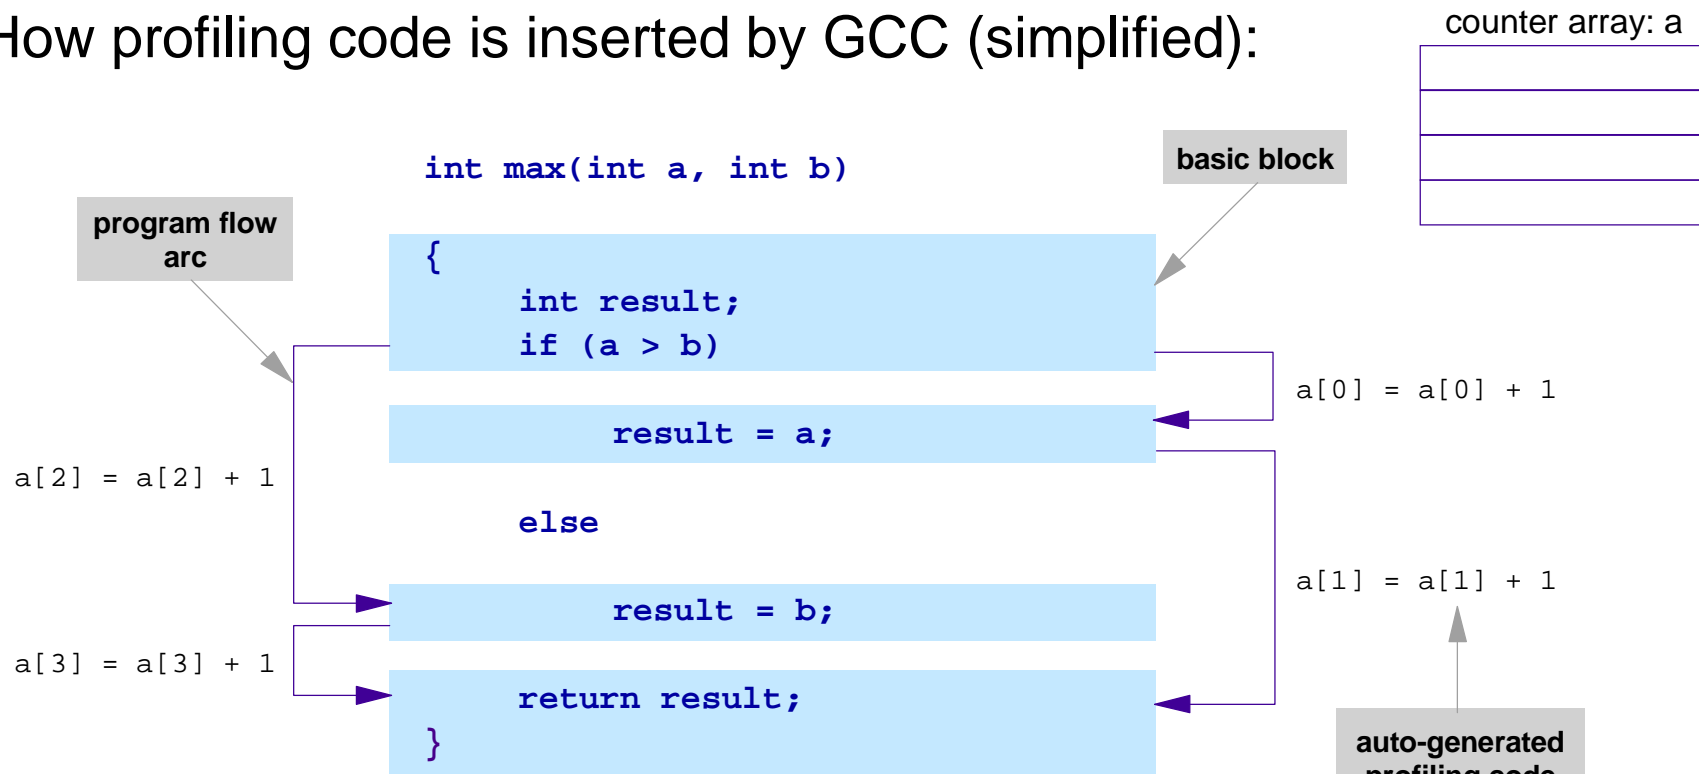 How profiling code is inserted by GCC (simplified):
counter array: a
int max(int a, int b)
basic block
program flow
arc
{
int result;
if (a > b)
a[0] = a[0] + 1
result = a;
a[2] = a[2] + 1
else
a[1] = a[1] + 1
result = b;
a[3] = a[3] + 1
return result;
}
auto-generated
profiling code